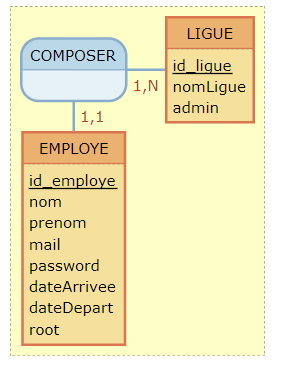 LIGUE
COMPOSER
id_ligue
nomLigue
1,N
admin
1,1
EMPLOYE
id_employe
nom
prenom
mail
password
dateArrivee
dateDepart
root